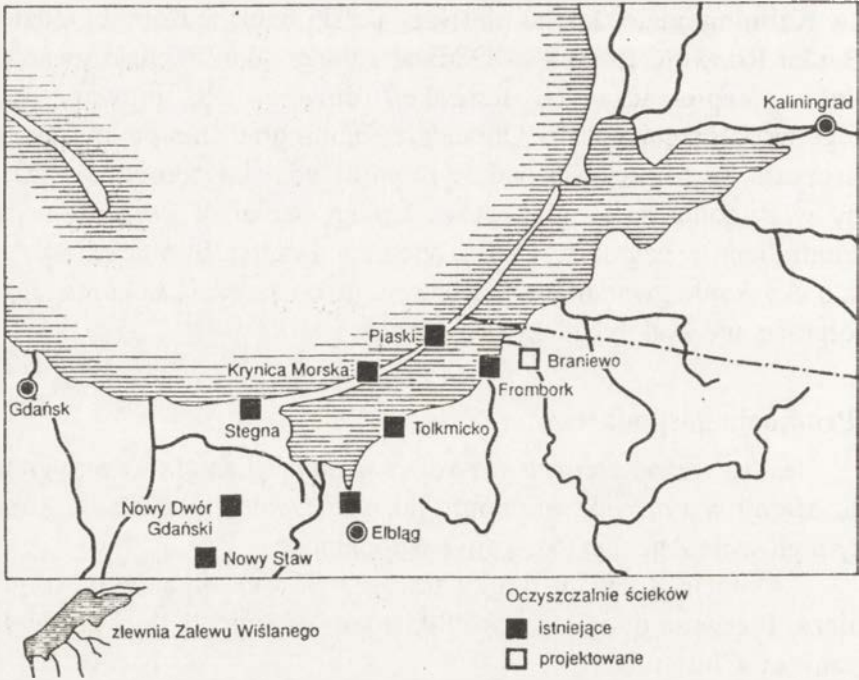 Kaliningrad
Piaski
Krynica Morska
Braniewo
Gdańsk
Frombork
Stegna
Tolkmicko
Nowy Dwór
Gdański
Elbląg
Nowy Staw
Oczyszczalnie ścieków
zlewnia Zalewu Wiślanego
istniejące
projektowane